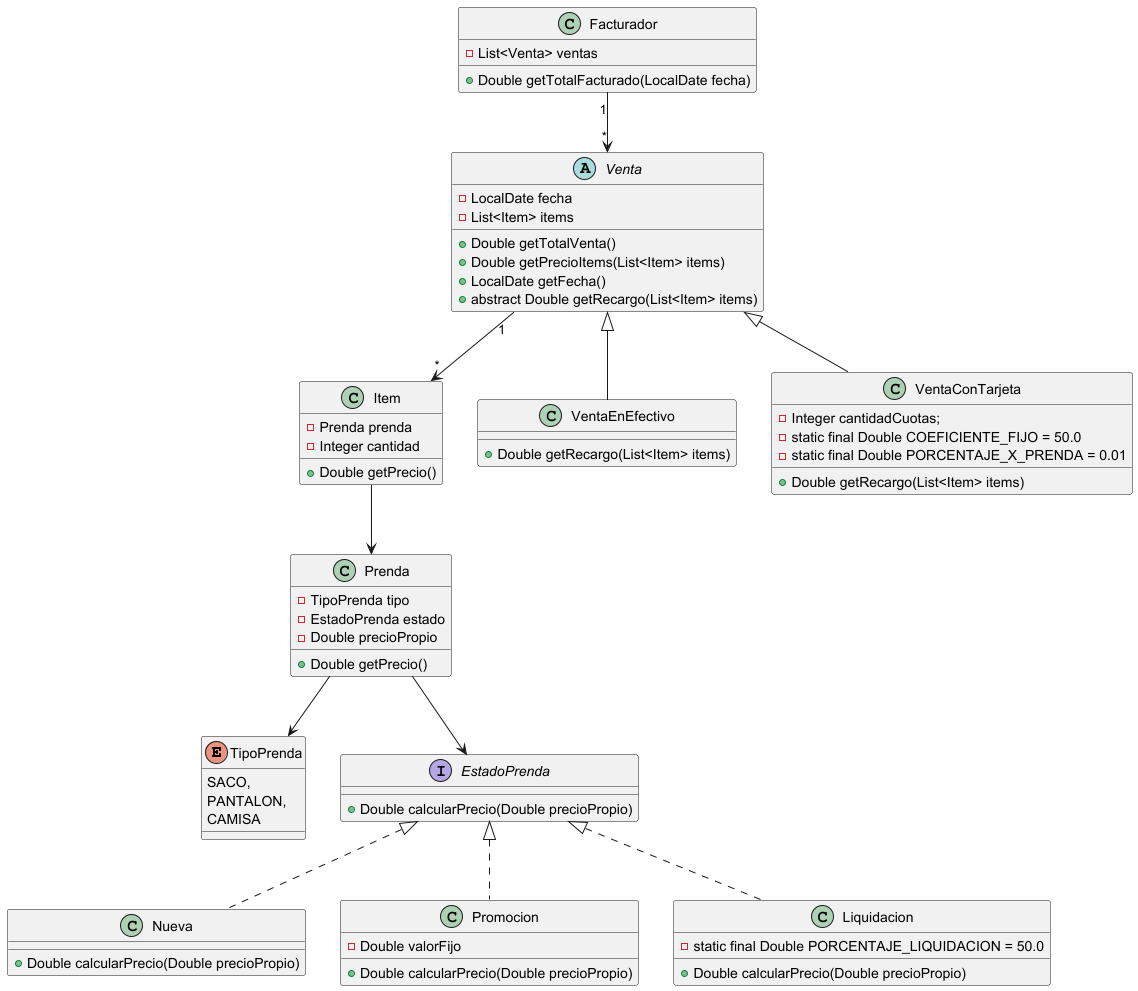 C Facturador
List<Venta> ventas
Double getTotalFacturado(LocalDate fecha)
1
*
A Venta
LocalDate fecha
List<Item> items
Double getTotalVenta()
Double getPrecioItems(List<Item> items)
LocalDate getFecha()
abstract Double getRecargo(List<Item> items)
1
*
C Item
Prenda prenda
Integer cantidad
Double getPrecio()
C VentaEnEfectivo
Double getRecargo(List<Item> items)
C VentaConTarjeta
Integer cantidadCuotas;
static final Double COEFICIENTE_FIJO = 50.0
static final Double PORCENTAJE_X_PRENDA = 0.01
Double getRecargo(List<Item> items)
C Prenda
TipoPrenda tipo
EstadoPrenda estado
Double precioPropio
Double getPrecio()
E TipoPrenda
SACO,
PANTALON,
CAMISA
I EstadoPrenda
Double calcularPrecio(Double precioPropio)
C Nueva
Double calcularPrecio(Double precioPropio)
C Promocion
Double valorFijo
Double calcularPrecio(Double precioPropio)
C Liquidacion
static final Double PORCENTAJE_LIQUIDACION = 50.0
Double calcularPrecio(Double precioPropio)